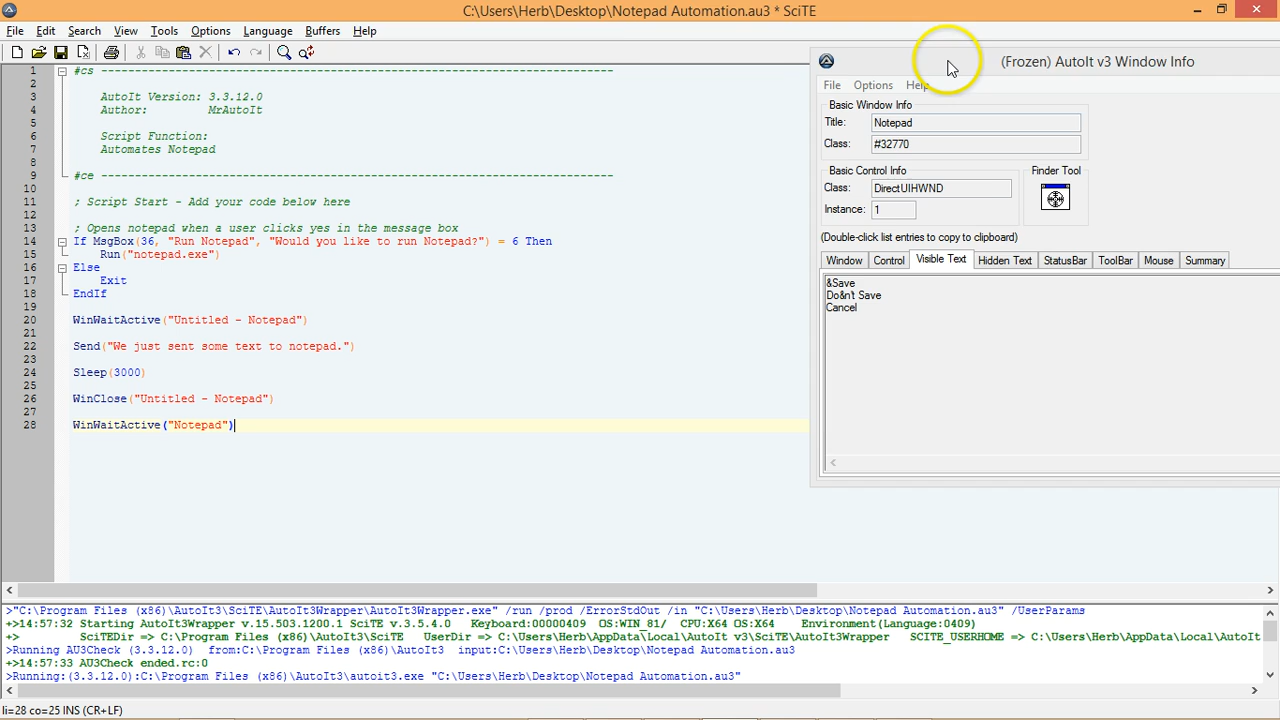 C:\Users\Herb\Desktop\Notepad Automation.au3 * SciTE
File Edit Search View Tools Options Language Buffers Help
1 #cs ----------------------------------------------------------------------------
2
3 AutoIt Version: 3.3.12.0
4 Author: MrAutoIt
5
6 Script Function:
7 Automates Notepad
8
9 #ce ----------------------------------------------------------------------------
10
11 ; Script Start - Add your code below here
12
13 ; Opens notepad when a user clicks yes in the message box
14 If MsgBox(36, "Run Notepad", "Would you like to run Notepad?") = 6 Then
15 Run("notepad.exe")
16 Else
17 Exit
18 EndIf
19
20 WinWaitActive("Untitled - Notepad")
21
22 Send("We just sent some text to notepad.")
23
24 Sleep(3000)
25
26 WinClose("Untitled - Notepad")
27
28 WinWaitActive("Notepad")
(Frozen) AutoIt v3 Window Info
File Options Help
Basic Window Info
Title: Notepad
Class: #32770
Basic Control Info
Class: DirectUIHWND
Instance: 1
Finder Tool
(Double-click list entries to copy to clipboard)
Window Control Visible Text Hidden Text StatusBar ToolBar Mouse Summary
&Save
Do&n't Save
Cancel
>"C:\Program Files (x86)\AutoIt3\SciTE\AutoIt3Wrapper\AutoIt3Wrapper.exe" /run /prod /ErrorStdOut /in "C:\Users\Herb\Desktop\Notepad Automation.au3" /UserParams
+>14:57:32 Starting AutoIt3Wrapper v.15.503.1200.1 SciTE v.3.5.4.0 Keyboard:00000409 OS:WIN_81/ CPU:X64 OS:X64 Environment(Language:0409)
+> SciTEDir => C:\Program Files (x86)\AutoIt3\SciTE UserDir => C:\Users\Herb\AppData\Local\AutoIt v3\SciTE\AutoIt3Wrapper SCITE_USERHOME => C:\Users\Herb\AppData\Local\AutoIt
>Running AU3Check (3.3.12.0) from:C:\Program Files (x86)\AutoIt3 input:C:\Users\Herb\Desktop\Notepad Automation.au3
+>14:57:33 AU3Check ended.rc:0
>Running:(3.3.12.0):C:\Program Files (x86)\AutoIt3\autoit3.exe "C:\Users\Herb\Desktop\Notepad Automation.au3"
li=28 co=25 INS (CR+LF)